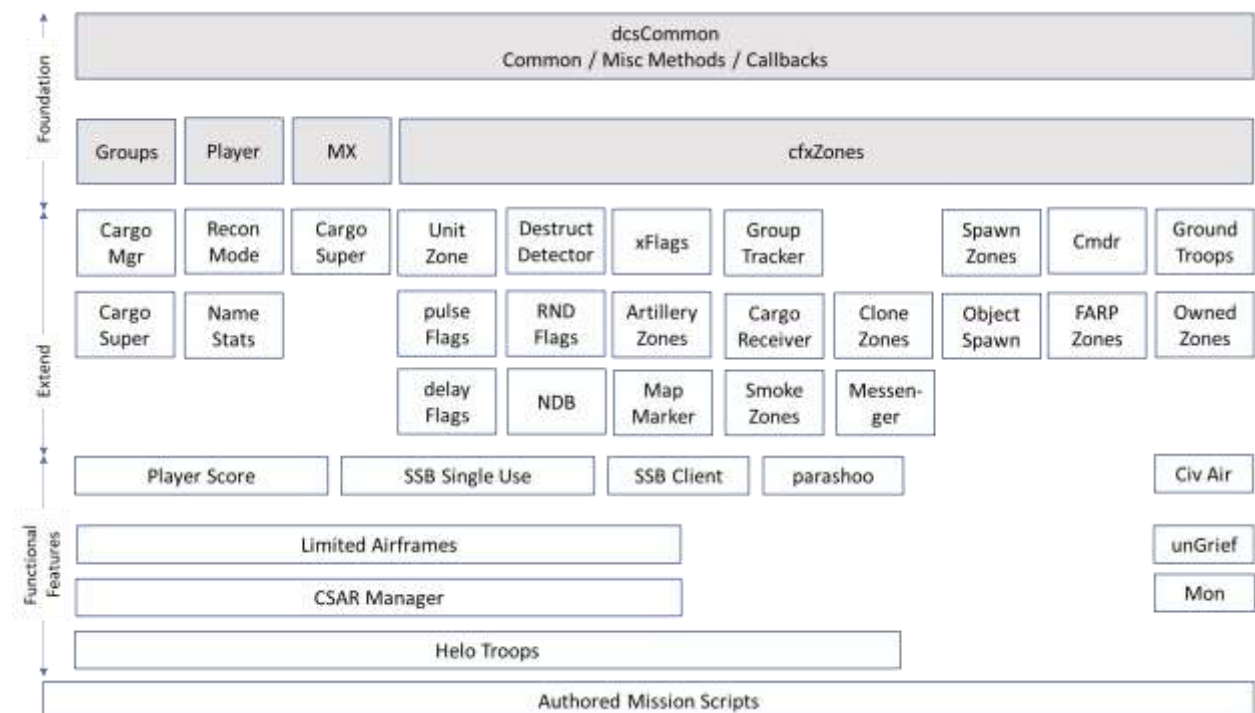 dcsCommon
Common / Misc Methods / Callbacks
Foundation
Groups
Player
MX
cfxZones
Extend
Cargo
Mgr
Recon
Mode
Cargo
Super
Unit
Zone
Destruct
Detector
xFlags
Group
Tracker
Spawn
Zones
Cmdr
Ground
Troops
Cargo
Super
Name
Stats
pulse
Flags
RND
Flags
Artillery
Zones
Cargo
Receiver
Clone
Zones
Object
Spawn
FARP
Zones
Owned
Zones
delay
Flags
NDB
Map
Marker
Smoke
Zones
Messen-
ger
Functional
Features
Player Score
SSB Single Use
SSB Client
parashoo
Civ Air
Limited Airframes
unGrief
CSAR Manager
Mon
Helo Troops
Authored Mission Scripts